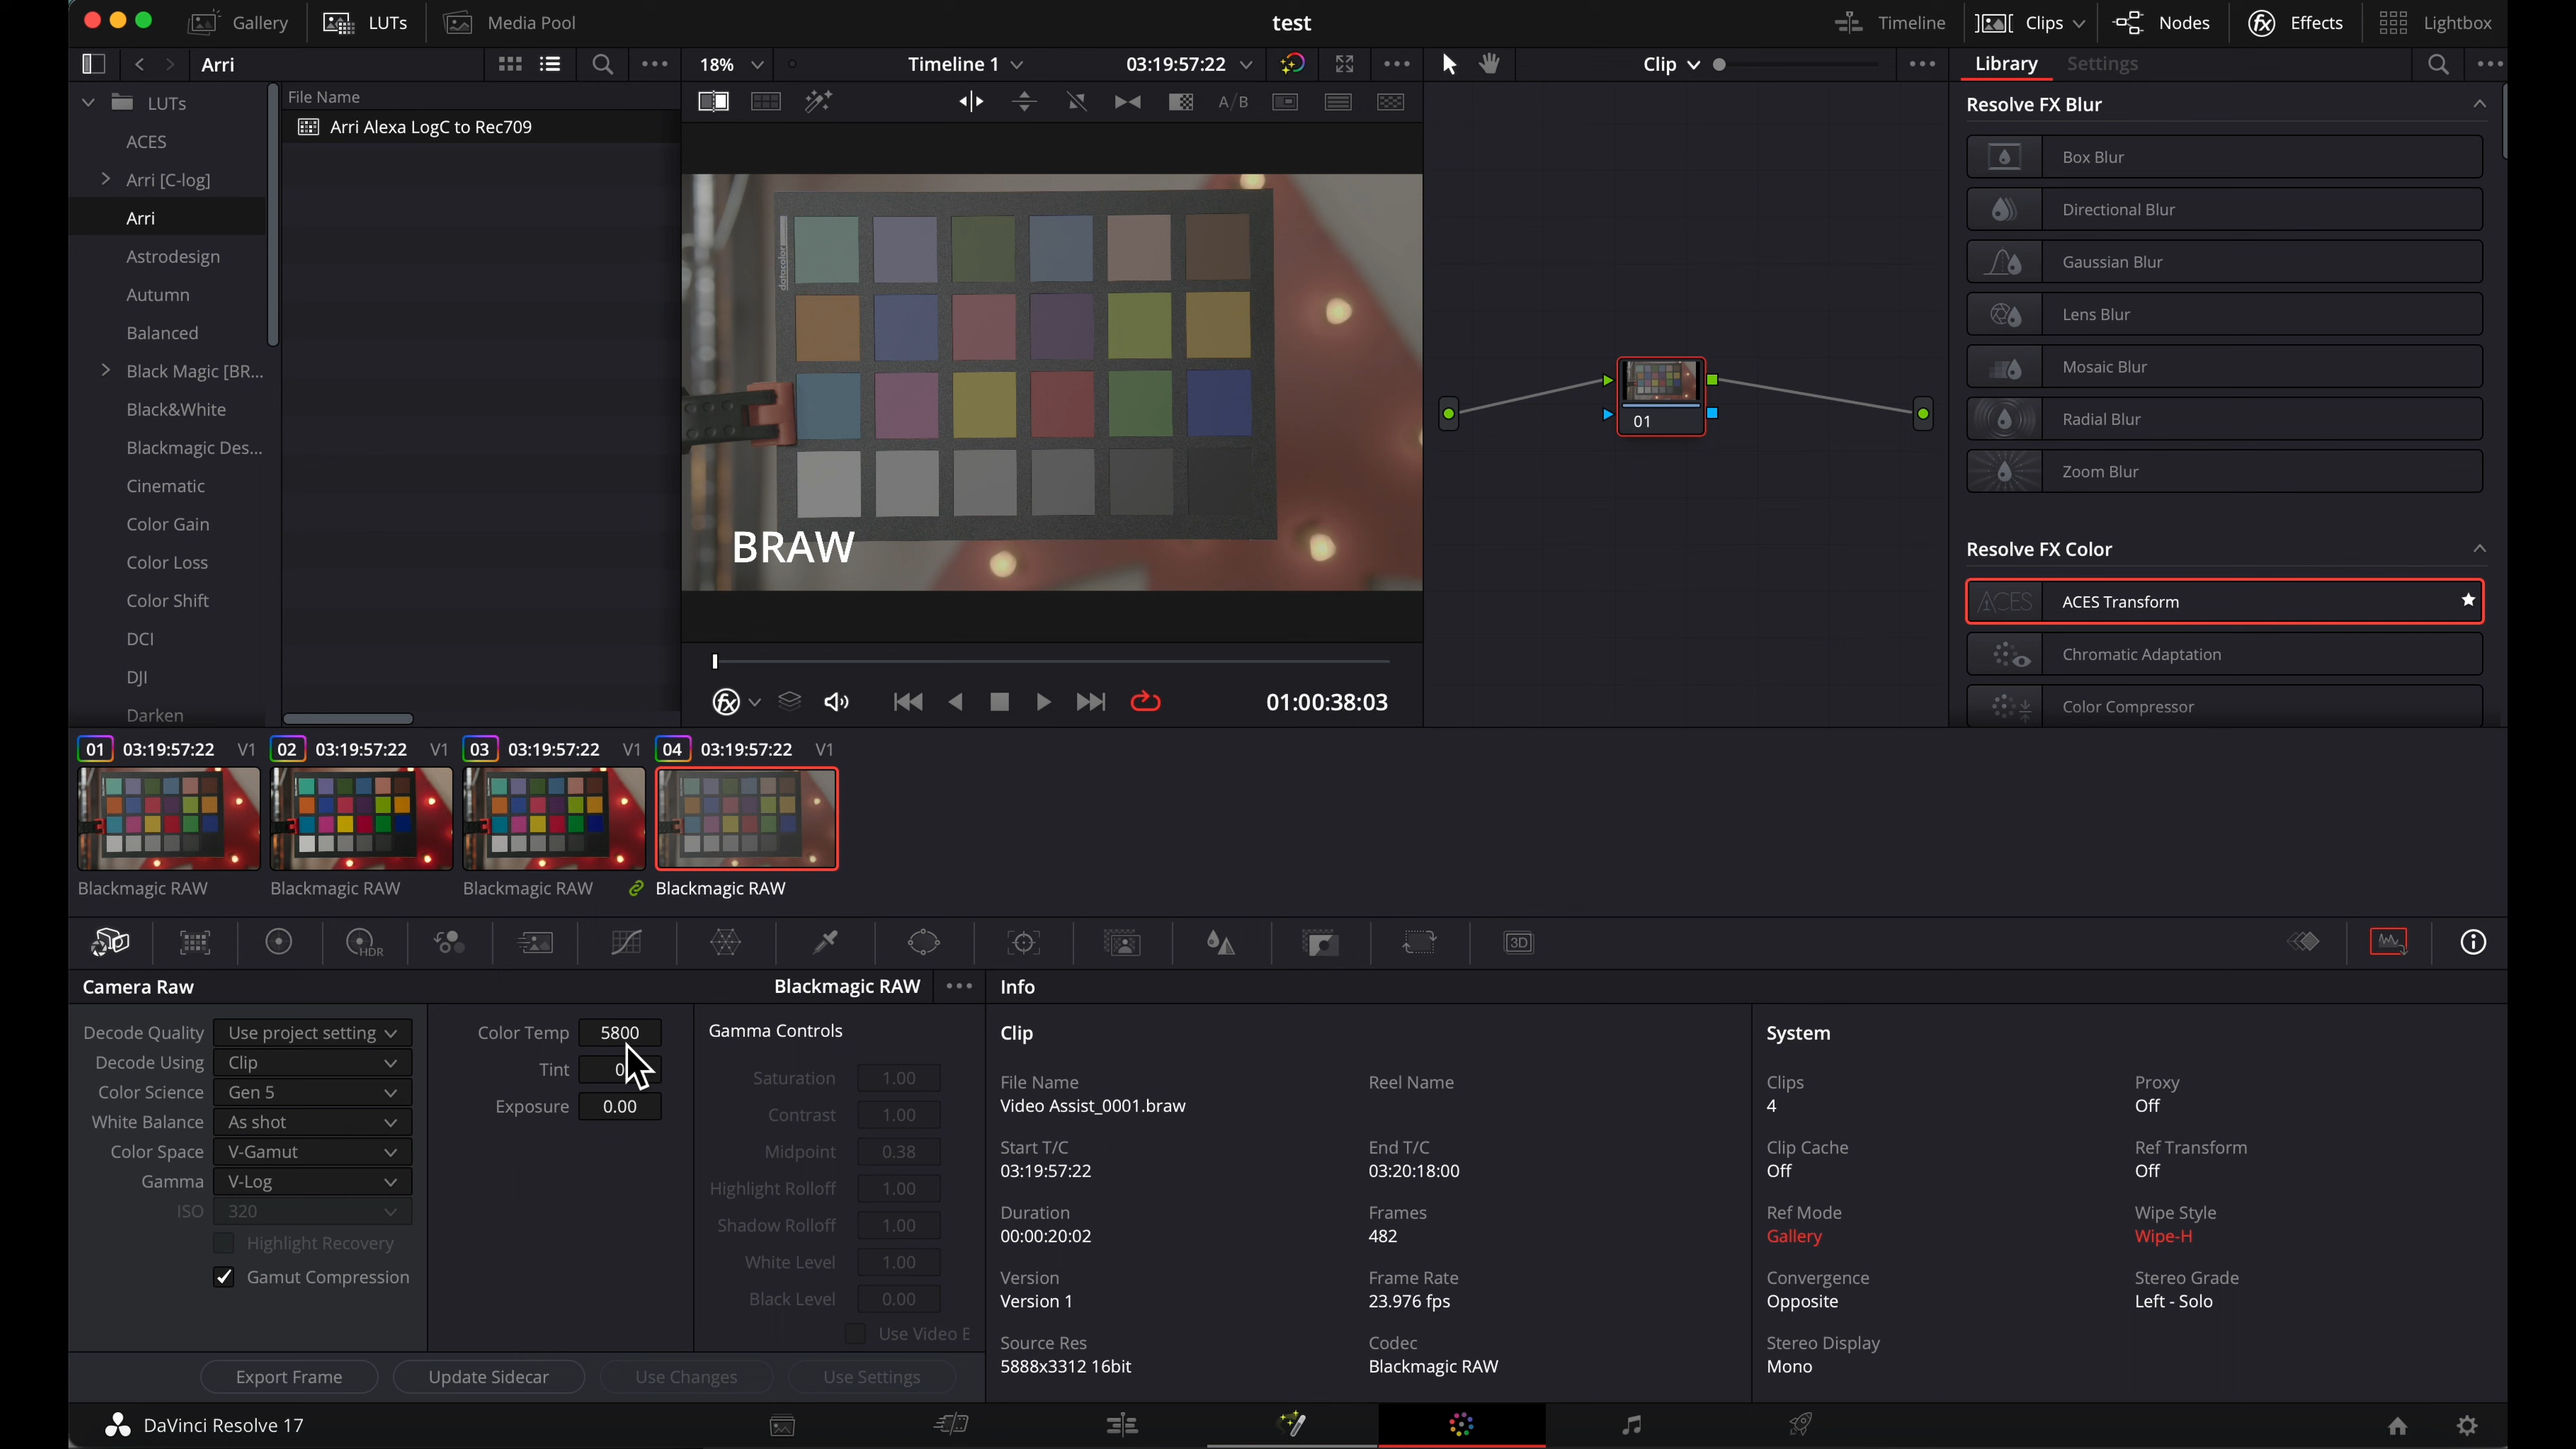 Gallery LUTs Media Pool test Timeline Clips Nodes Effects Lightbox
Arri 18% Timeline 1 03:19:57:22 Clip Library Settings
LUTs
ACES
Arri [C-log]
Arri
Astrodesign
Autumn
Balanced
Black Magic [BR...
Black&White
Blackmagic Des...
Cinematic
Color Gain
Color Loss
Color Shift
DCI
DJI
Darken
File Name
Arri Alexa LogC to Rec709
A/B
datacolor
BRAW
01:00:38:03
01
Resolve FX Blur
Box Blur
Directional Blur
Gaussian Blur
Lens Blur
Mosaic Blur
Radial Blur
Zoom Blur
Resolve FX Color
ACES ACES Transform
Chromatic Adaptation
Color Compressor
01 03:19:57:22 V1 02 03:19:57:22 V1 03 03:19:57:22 V1 04 03:19:57:22 V1
Blackmagic RAW Blackmagic RAW Blackmagic RAW Blackmagic RAW
HDR 3D
Camera Raw Blackmagic RAW Info
Decode Quality Use project setting
Decode Using Clip
Color Science Gen 5
White Balance As shot
Color Space V-Gamut
Gamma V-Log
ISO 320
Highlight Recovery
Gamut Compression
Color Temp 5800
Tint 0
Exposure 0.00
Gamma Controls
Saturation 1.00
Contrast 1.00
Midpoint 0.38
Highlight Rolloff 1.00
Shadow Rolloff 1.00
White Level 1.00
Black Level 0.00
Use Video E
Export Frame Update Sidecar Use Changes Use Settings
Clip
File Name Reel Name
Video Assist_0001.braw
Start T/C End T/C
03:19:57:22 03:20:18:00
Duration Frames
00:00:20:02 482
Version Frame Rate
Version 1 23.976 fps
Source Res Codec
5888x3312 16bit Blackmagic RAW
System
Clips Proxy
4 Off
Clip Cache Ref Transform
Off Off
Ref Mode Wipe Style
Gallery Wipe-H
Convergence Stereo Grade
Opposite Left - Solo
Stereo Display
Mono
DaVinci Resolve 17